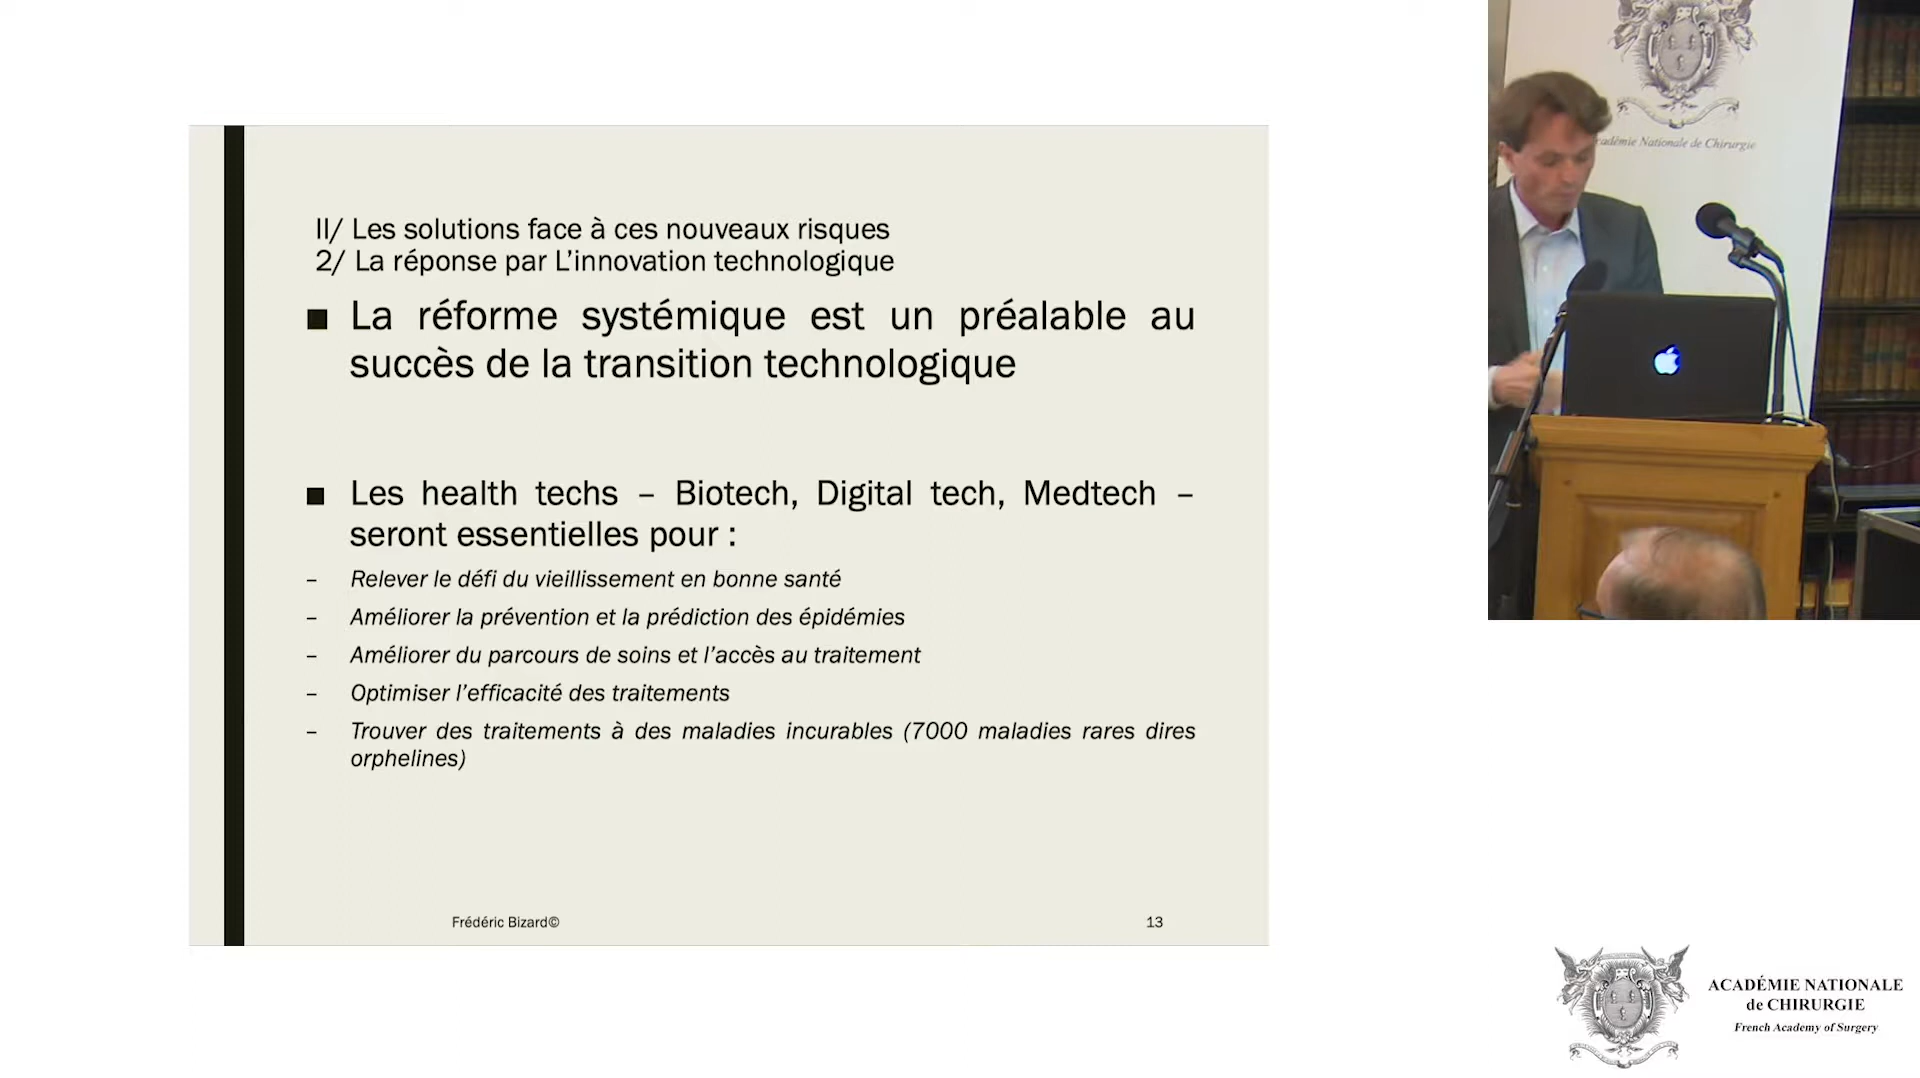 II/ Les solutions face à ces nouveaux risques
2/ La réponse par L’innovation technologique
■ La réforme systémique est un préalable au
succès de la transition technologique
■ Les health techs – Biotech, Digital tech, Medtech –
seront essentielles pour :
– Relever le défi du vieillissement en bonne santé
– Améliorer la prévention et la prédiction des épidémies
– Améliorer du parcours de soins et l’accès au traitement
– Optimiser l’efficacité des traitements
– Trouver des traitements à des maladies incurables (7000 maladies rares dires
orphelines)
Frédéric Bizard©
13
adémie Nationale de Chirurgie
ACADÉMIE NATIONALE
de CHIRURGIE
French Academy of Surgery